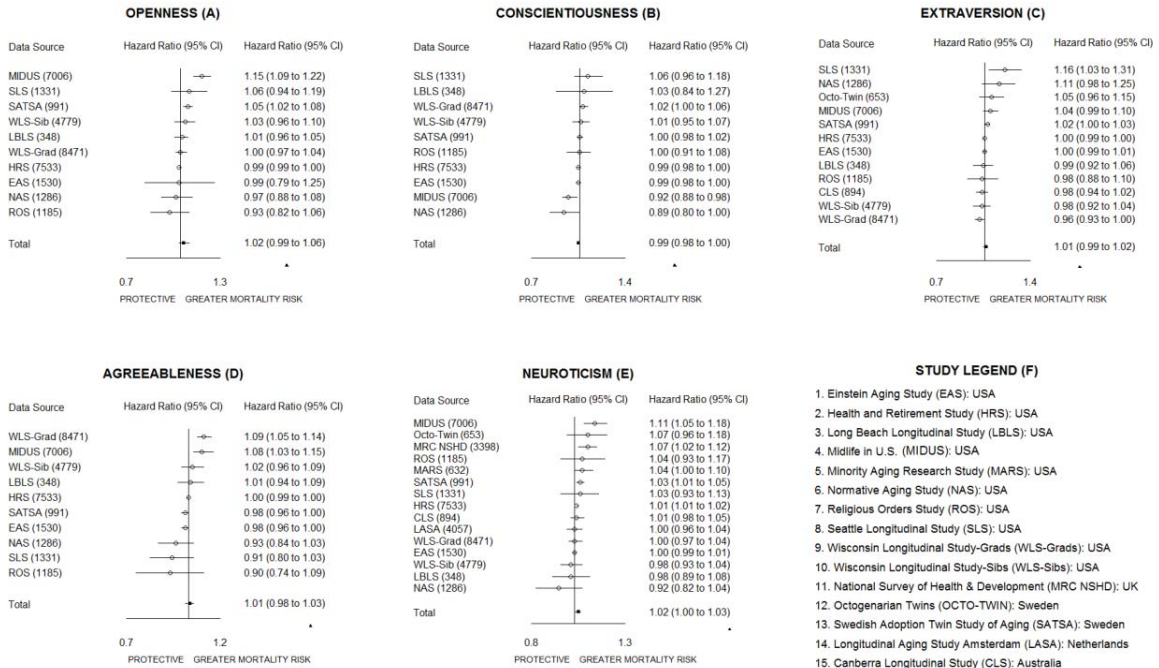 OPENNESS (A)
Data Source Hazard Ratio (95% CI) Hazard Ratio (95% CI)
MIDUS (7006) 1.15 (1.09 to 1.22)
SLS (1331) 1.06 (0.94 to 1.19)
SATSA (991) 1.05 (1.02 to 1.08)
WLS-Sib (4779) 1.03 (0.96 to 1.10)
LBLS (348) 1.01 (0.96 to 1.05)
WLS-Grad (8471) 1.00 (0.97 to 1.04)
HRS (7533) 0.99 (0.99 to 1.00)
EAS (1530) 0.99 (0.79 to 1.25)
NAS (1286) 0.97 (0.88 to 1.08)
ROS (1185) 0.93 (0.82 to 1.06)
Total 1.02 (0.99 to 1.06)
0.7 1.3
PROTECTIVE GREATER MORTALITY RISK
CONSCIENTIOUSNESS (B)
Data Source Hazard Ratio (95% CI) Hazard Ratio (95% CI)
SLS (1331) 1.06 (0.96 to 1.18)
LBLS (348) 1.03 (0.84 to 1.27)
WLS-Grad (8471) 1.02 (1.00 to 1.06)
WLS-Sib (4779) 1.01 (0.95 to 1.07)
SATSA (991) 1.00 (0.98 to 1.02)
ROS (1185) 1.00 (0.91 to 1.08)
HRS (7533) 0.99 (0.98 to 1.00)
EAS (1530) 0.99 (0.98 to 1.00)
MIDUS (7006) 0.92 (0.88 to 0.98)
NAS (1286) 0.89 (0.80 to 1.00)
Total 0.99 (0.98 to 1.00)
0.7 1.4
PROTECTIVE GREATER MORTALITY RISK
EXTRAVERSION (C)
Data Source Hazard Ratio (95% CI) Hazard Ratio (95% CI)
SLS (1331) 1.16 (1.03 to 1.31)
NAS (1286) 1.11 (0.98 to 1.25)
Octo-Twin (653) 1.05 (0.96 to 1.15)
MIDUS (7006) 1.04 (0.99 to 1.10)
SATSA (991) 1.02 (1.00 to 1.03)
HRS (7533) 1.00 (0.99 to 1.00)
EAS (1530) 1.00 (0.99 to 1.01)
LBLS (348) 0.99 (0.92 to 1.06)
ROS (1185) 0.98 (0.88 to 1.10)
CLS (894) 0.98 (0.94 to 1.02)
WLS-Sib (4779) 0.98 (0.92 to 1.04)
WLS-Grad (8471) 0.96 (0.93 to 1.00)
Total 1.01 (0.99 to 1.02)
0.7 1.4
PROTECTIVE GREATER MORTALITY RISK
AGREEABLENESS (D)
Data Source Hazard Ratio (95% CI) Hazard Ratio (95% CI)
WLS-Grad (8471) 1.09 (1.05 to 1.14)
MIDUS (7006) 1.08 (1.03 to 1.15)
WLS-Sib (4779) 1.02 (0.96 to 1.09)
LBLS (348) 1.01 (0.94 to 1.09)
HRS (7533) 1.00 (0.99 to 1.00)
SATSA (991) 0.98 (0.96 to 1.00)
EAS (1530) 0.98 (0.96 to 1.00)
NAS (1286) 0.93 (0.84 to 1.03)
SLS (1331) 0.91 (0.80 to 1.03)
ROS (1185) 0.90 (0.74 to 1.09)
Total 1.01 (0.98 to 1.03)
0.7 1.2
PROTECTIVE GREATER MORTALITY RISK
NEUROTICISM (E)
Data Source Hazard Ratio (95% CI) Hazard Ratio (95% CI)
MIDUS (7006) 1.11 (1.05 to 1.18)
Octo-Twin (653) 1.07 (0.96 to 1.18)
MRC NSHD (3398) 1.07 (1.02 to 1.12)
ROS (1185) 1.04 (0.93 to 1.17)
MARS (632) 1.04 (1.00 to 1.10)
SATSA (991) 1.03 (1.01 to 1.05)
SLS (1331) 1.03 (0.93 to 1.13)
HRS (7533) 1.01 (1.01 to 1.02)
CLS (894) 1.01 (0.98 to 1.05)
LASA (4057) 1.00 (0.96 to 1.04)
WLS-Grad (8471) 1.00 (0.97 to 1.04)
EAS (1530) 1.00 (0.99 to 1.01)
WLS-Sib (4779) 0.98 (0.93 to 1.04)
LBLS (348) 0.98 (0.89 to 1.08)
NAS (1286) 0.92 (0.82 to 1.04)
Total 1.02 (1.00 to 1.03)
0.8 1.3
PROTECTIVE GREATER MORTALITY RISK
STUDY LEGEND (F)
1. Einstein Aging Study (EAS): USA
2. Health and Retirement Study (HRS): USA
3. Long Beach Longitudinal Study (LBLS): USA
4. Midlife in U.S. (MIDUS): USA
5. Minority Aging Research Study (MARS): USA
6. Normative Aging Study (NAS): USA
7. Religious Orders Study (ROS): USA
8. Seattle Longitudinal Study (SLS): USA
9. Wisconsin Longitudinal Study-Grads (WLS-Grads): USA
10. Wisconsin Longitudinal Study-Sibs (WLS-Sibs): USA
11. National Survey of Health & Development (MRC NSHD): UK
12. Octogenarian Twins (OCTO-TWIN): Sweden
13. Swedish Adoption Twin Study of Aging (SATSA): Sweden
14. Longitudinal Aging Study Amsterdam (LASA): Netherlands
15. Canberra Longitudinal Study (CLS): Australia